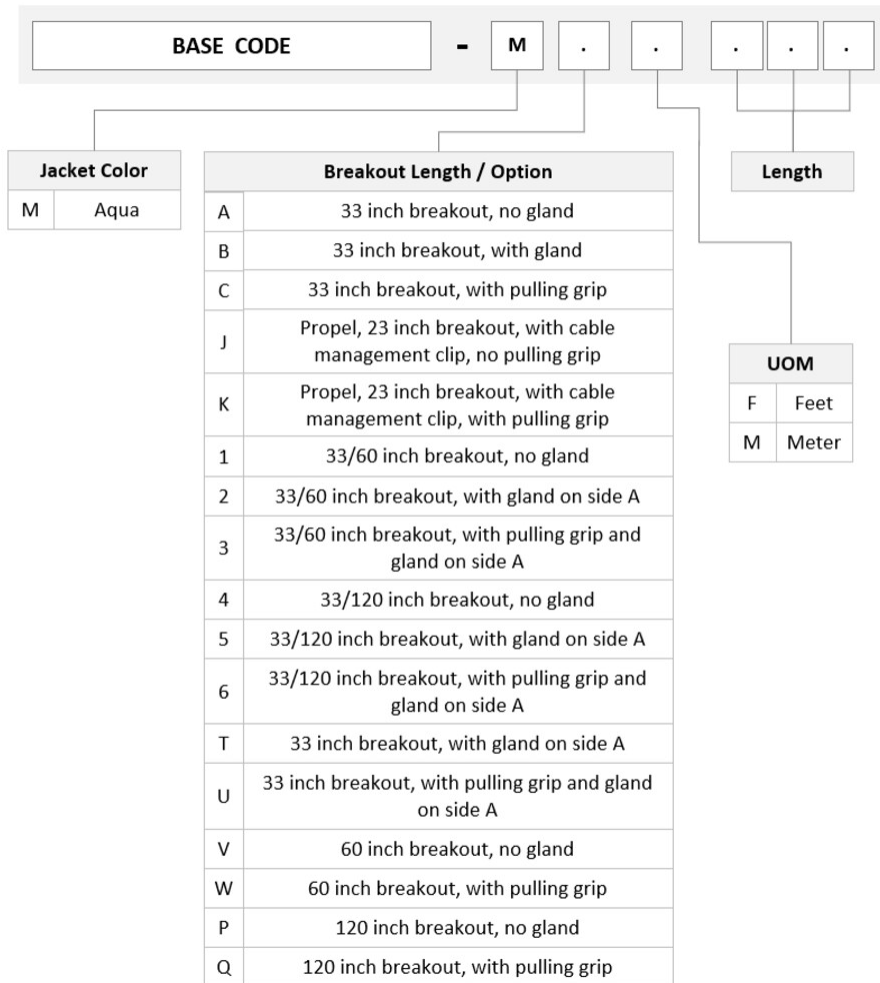 BASE CODE - M . . . . .
Jacket Color
M Aqua
Breakout Length / Option
A 33 inch breakout, no gland
B 33 inch breakout, with gland
C 33 inch breakout, with pulling grip
J Propel, 23 inch breakout, with cable
management clip, no pulling grip
K Propel, 23 inch breakout, with cable
management clip, with pulling grip
1 33/60 inch breakout, no gland
2 33/60 inch breakout, with gland on side A
3 33/60 inch breakout, with pulling grip and
gland on side A
4 33/120 inch breakout, no gland
5 33/120 inch breakout, with gland on side A
6 33/120 inch breakout, with pulling grip and
gland on side A
T 33 inch breakout, with gland on side A
U 33 inch breakout, with pulling grip and gland
on side A
V 60 inch breakout, no gland
W 60 inch breakout, with pulling grip
P 120 inch breakout, no gland
Q 120 inch breakout, with pulling grip
Length
UOM
F Feet
M Meter